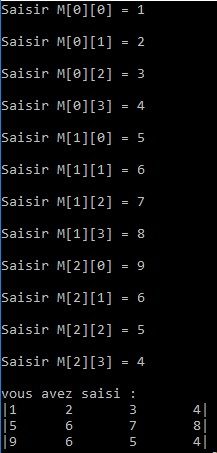 Saisir M[0][0] = 1
Saisir M[0][1] = 2
Saisir M[0][2] = 3
Saisir M[0][3] = 4
Saisir M[1][0] = 5
Saisir M[1][1] = 6
Saisir M[1][2] = 7
Saisir M[1][3] = 8
Saisir M[2][0] = 9
Saisir M[2][1] = 6
Saisir M[2][2] = 5
Saisir M[2][3] = 4
vous avez saisi :
|1 2 3 4|
|5 6 7 8|
|9 6 5 4|